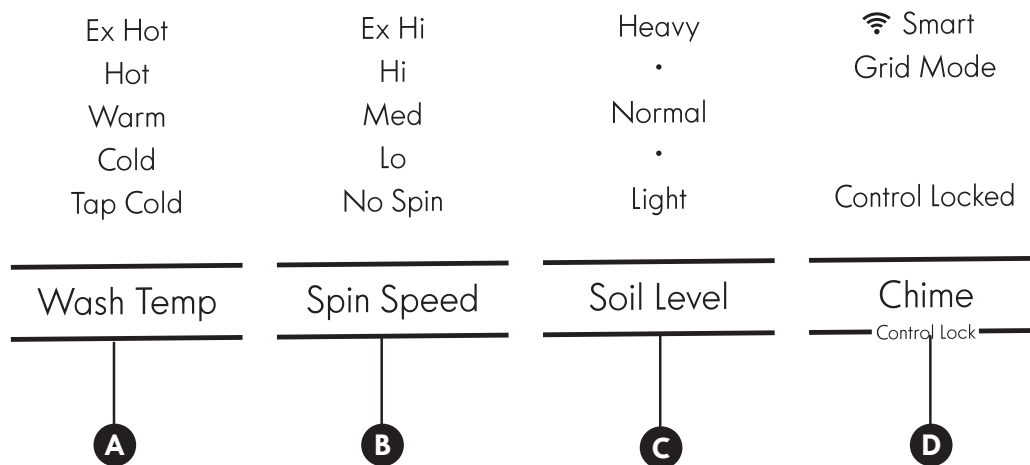 Ex Hot
Hot
Warm
Cold
Tap Cold
Wash Temp
A
Ex Hi
Hi
Med
Lo
No Spin
Spin Speed
B
Heavy
•
Normal
•
Light
Soil Level
C
Smart
Grid Mode
Control Locked
Chime
Control Lock
D